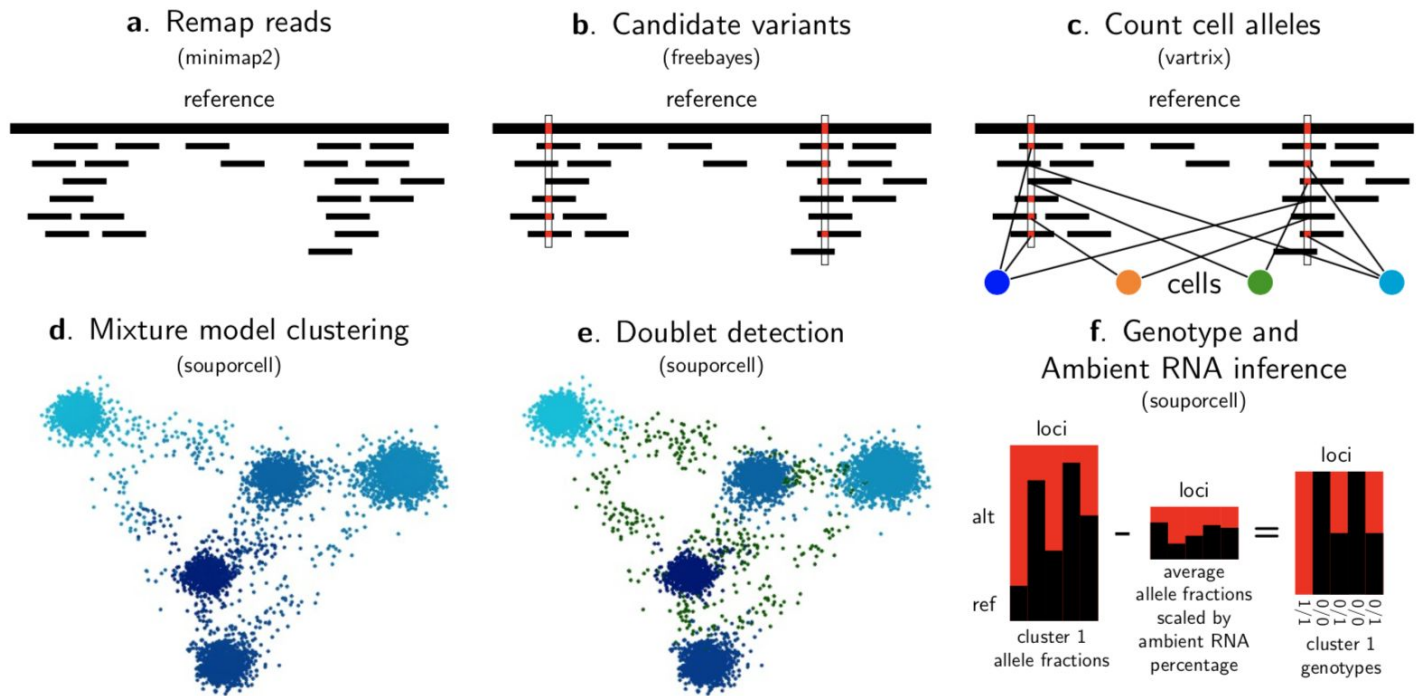 a. Remap reads
(minimap2)
reference
b. Candidate variants
(freebayes)
reference
c. Count cell alleles
(vartrix)
reference
cells
d. Mixture model clustering
(souporcell)
e. Doublet detection
(souporcell)
f. Genotype and
Ambient RNA inference
(souporcell)
loci
alt
ref
cluster 1
allele fractions
-
loci
average
allele fractions
scaled by
ambient RNA
percentage
=
loci
1/1
0/0
0/1
0/0
0/1
cluster 1
genotypes